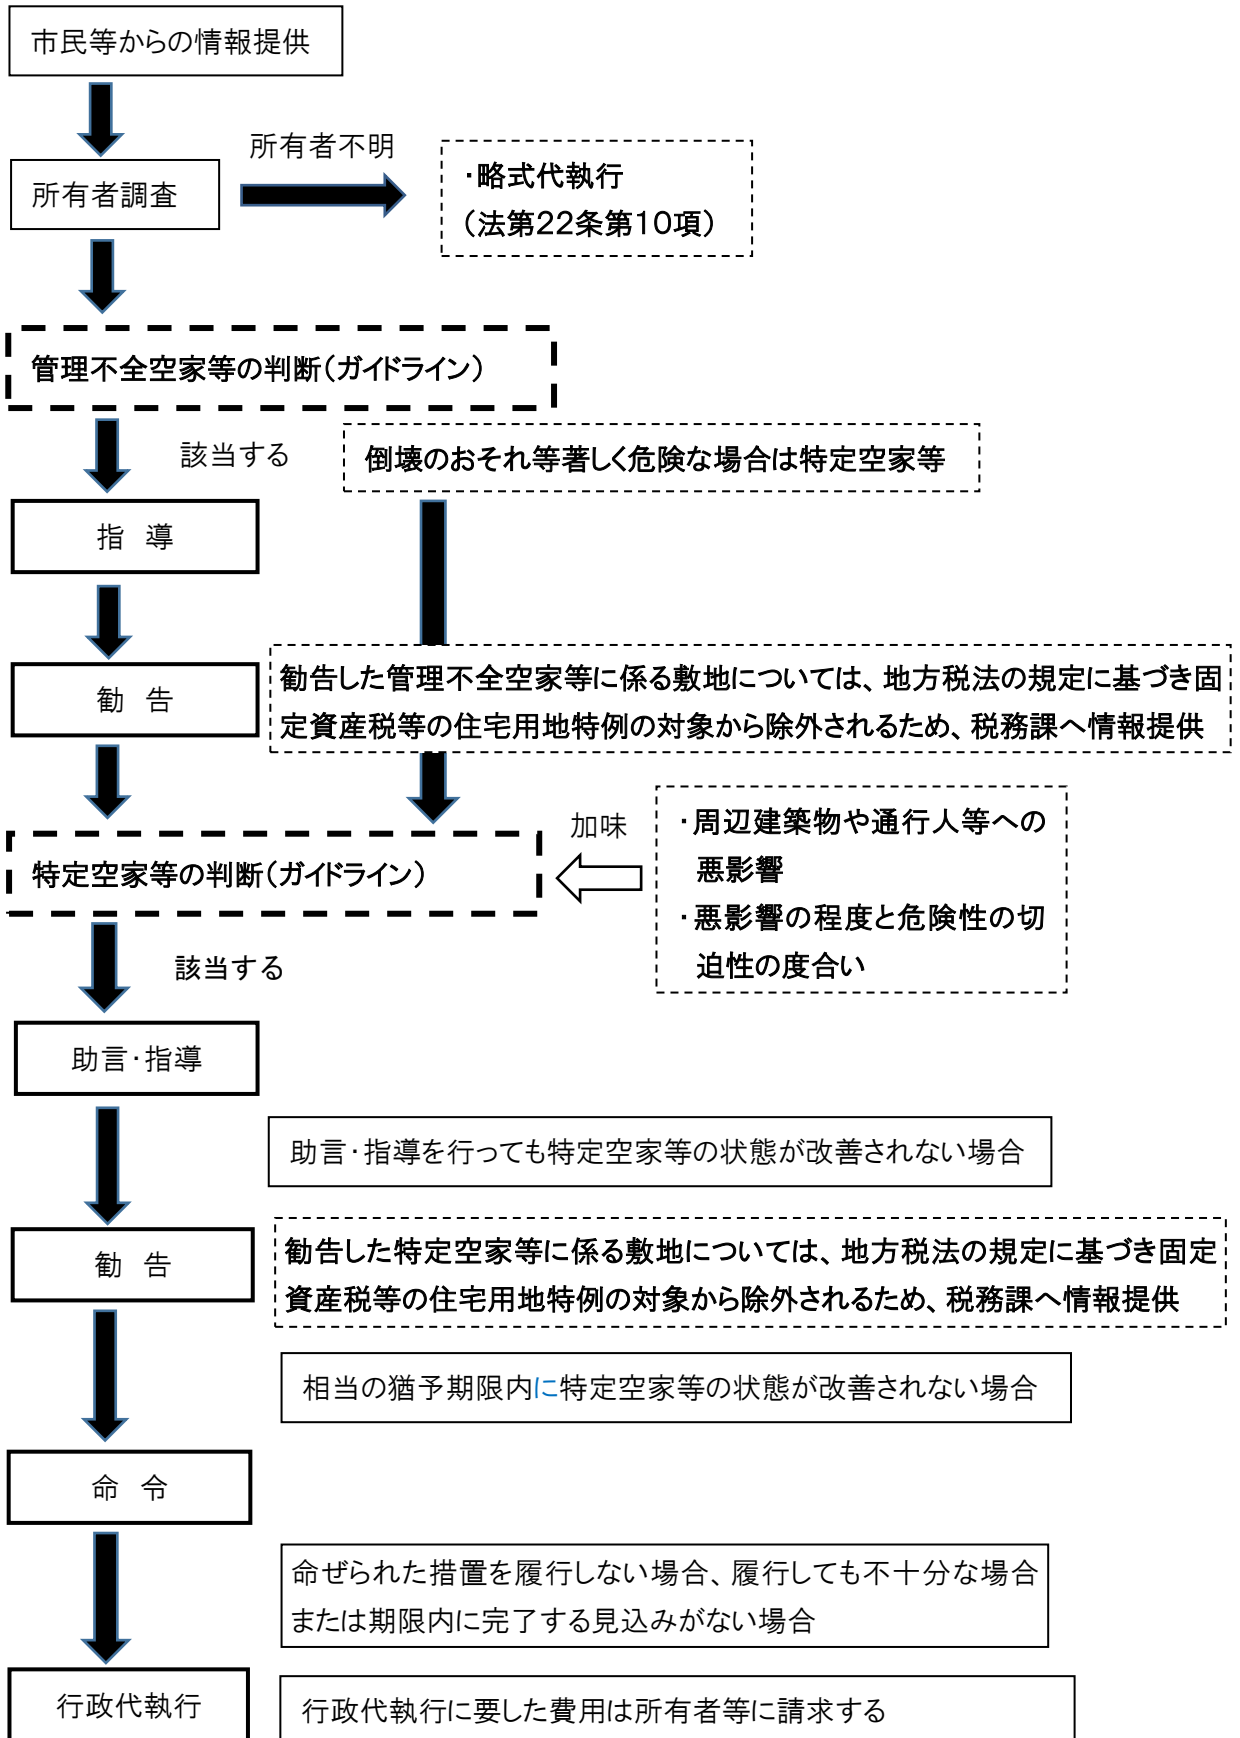 市民等からの情報提供
所有者不明
所有者調査
・略式代執行
（法第22条第10項）
管理不全空家等の判断（ガイドライン）
該当する
倒壊のおそれ等著しく危険な場合は特定空家等
指 導
勧 告
勧告した管理不全空家等に係る敷地については、地方税法の規定に基づき固
定資産税等の住宅用地特例の対象から除外されるため、税務課へ情報提供
特定空家等の判断（ガイドライン）
加味
・周辺建築物や通行人等への
悪影響
・悪影響の程度と危険性の切
迫性の度合い
該当する
助言・指導
助言・指導を行っても特定空家等の状態が改善されない場合
勧 告
勧告した特定空家等に係る敷地については、地方税法の規定に基づき固定
資産税等の住宅用地特例の対象から除外されるため、税務課へ情報提供
相当の猶予期限内に特定空家等の状態が改善されない場合
命 令
命ぜられた措置を履行しない場合、履行しても不十分な場合
または期限内に完了する見込みがない場合
行政代執行
行政代執行に要した費用は所有者等に請求する